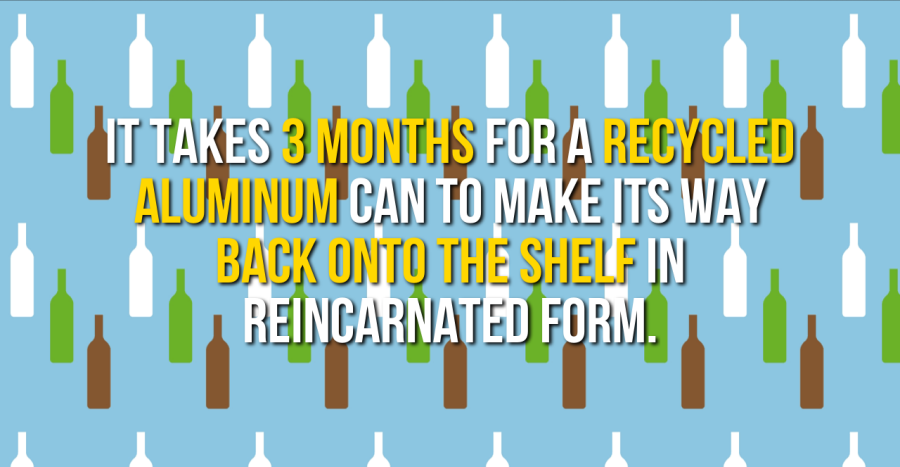 IT TAKES 3 MONTHS FOR A RECYCLED
ALUMINUM CAN TO MAKE ITS WAY
BACK ONTO THE SHELF IN
REINCARNATED FORM.